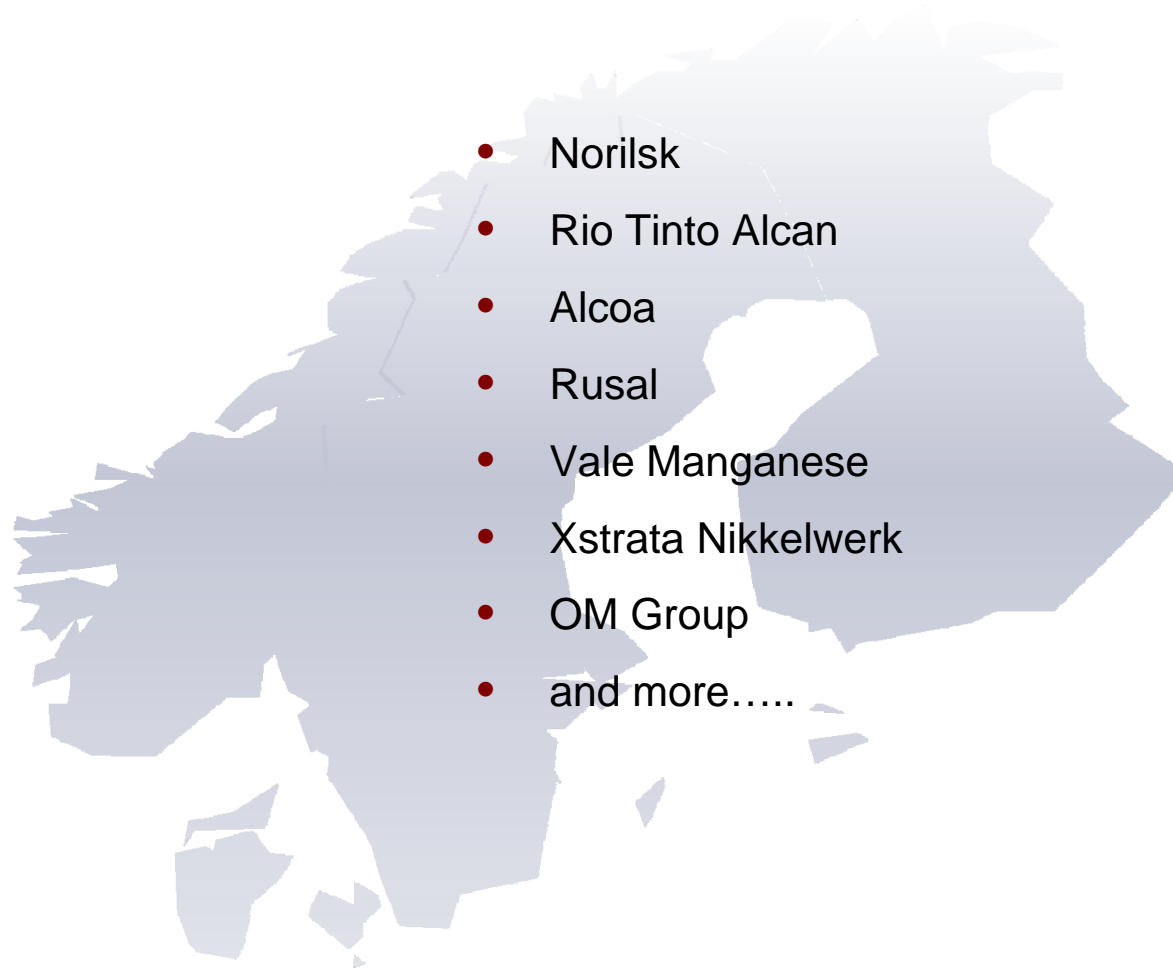 • Norilsk
• Rio Tinto Alcan
• Alcoa
• Rusal
• Vale Manganese
• Xstrata Nikkelwerk
• OM Group
• and more…..